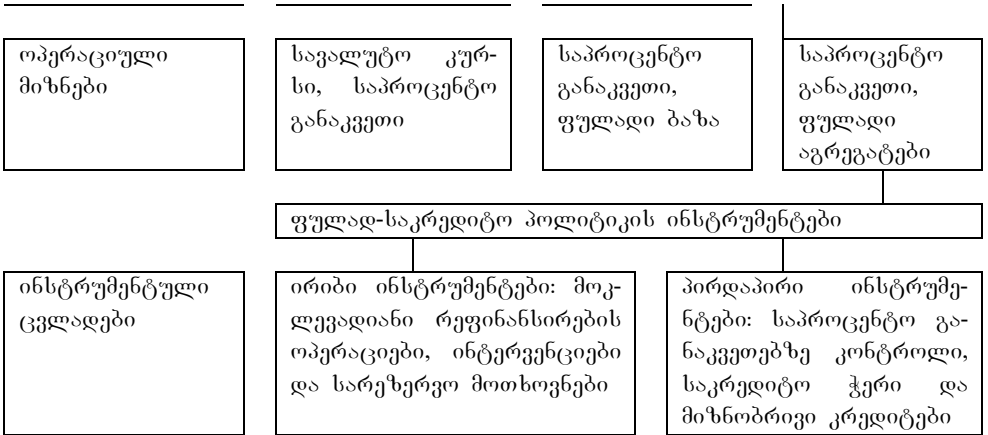 ოპერაციული
მიზნები
სავალუტო კურ-
სი, საპროცენტო
განაკვეთი
საპროცენტო
განაკვეთი,
ფულადი ბაზა
საპროცენტო
განაკვეთი,
ფულადი
აგრეგატები
ფულად-საკრედიტო პოლიტიკის ინსტრუმენტები
ინსტრუმენტული
ცვლადები
ირიბი ინსტრუმენტები: მოკ-
ლევადიანი რეფინანსირების
ოპერაციები, ინტერვენციები
და სარეზერვო მოთხოვნები
პირდაპირი ინსტრუმე-
ნტები: საპროცენტო გა-
ნაკვეთებზე კონტროლი,
საკრედიტო ჭერი და
მიზნობრივი კრედიტები